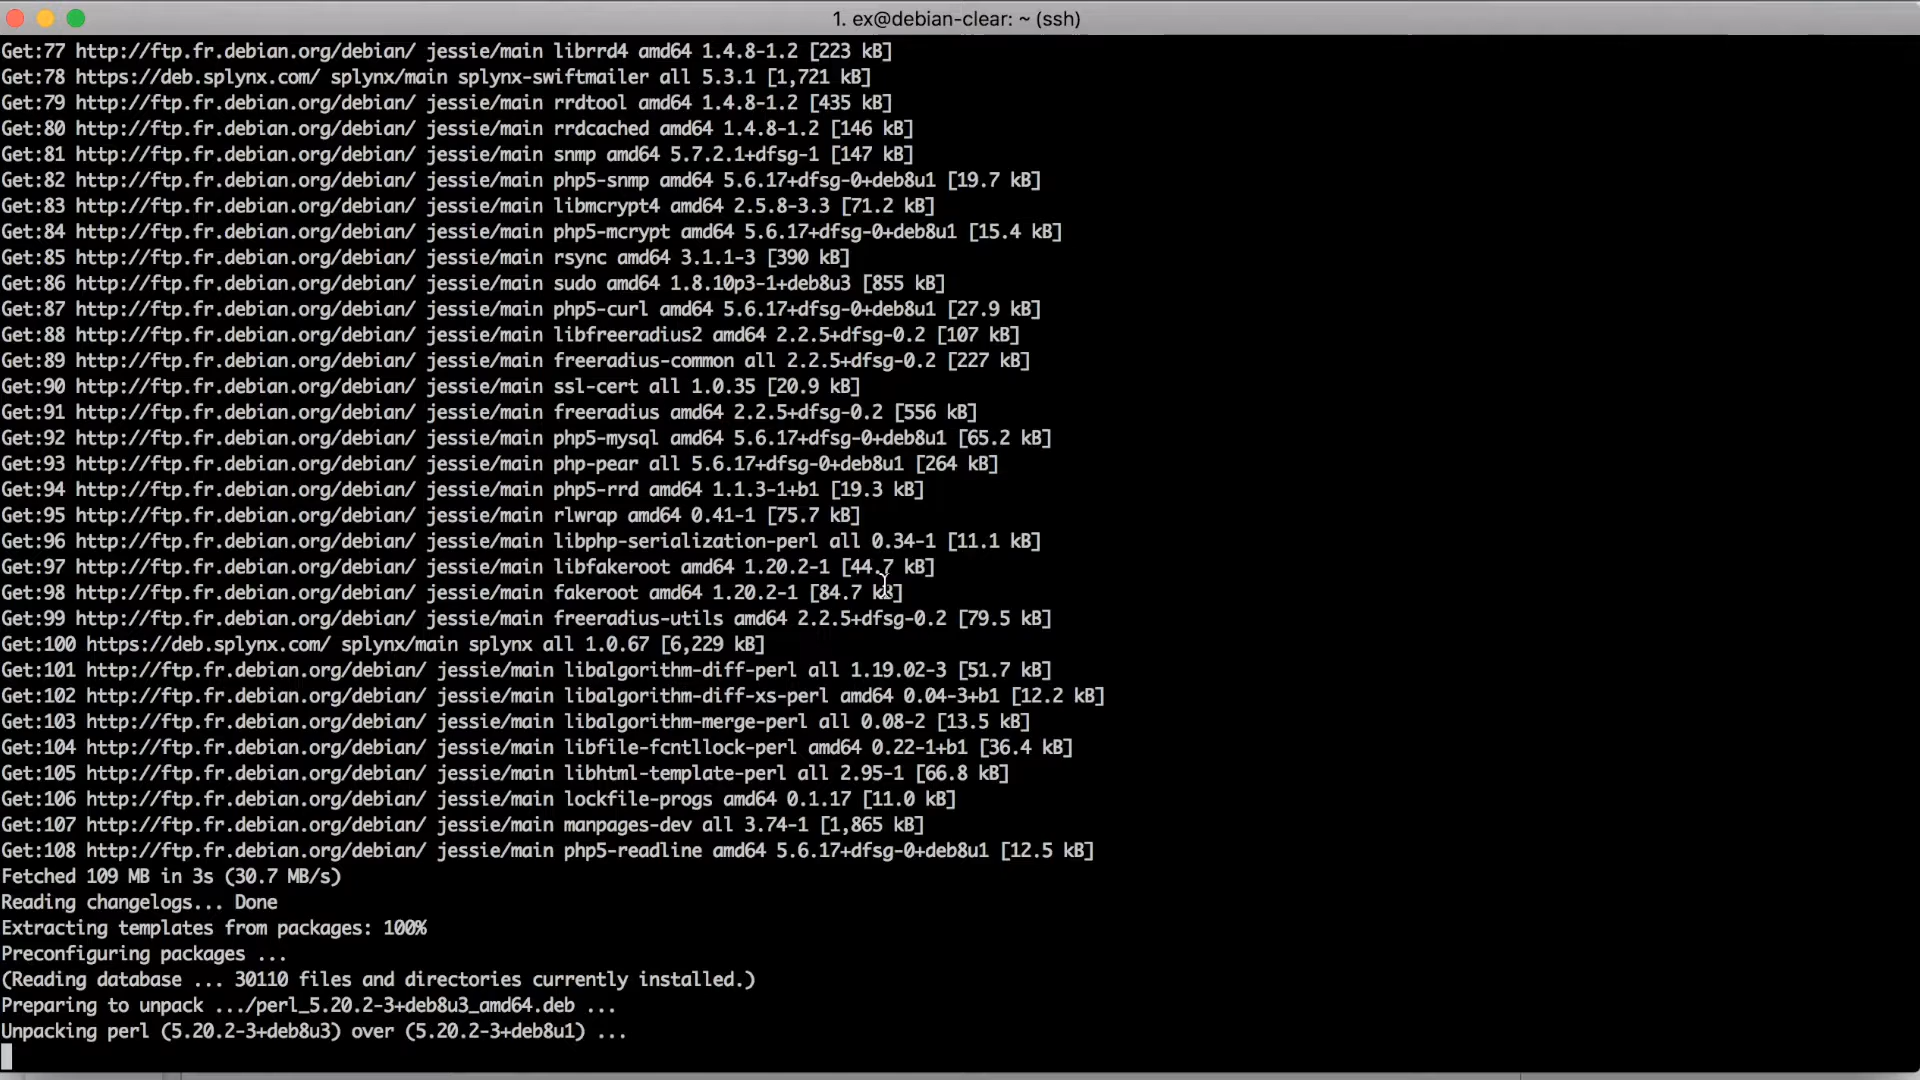 1. ex@debian-clear: ~ (ssh)
Get:77 http://ftp.fr.debian.org/debian/ jessie/main librrd4 amd64 1.4.8-1.2 [223 kB]
Get:78 https://deb.splynx.com/ splynx/main splynx-swiftmailer all 5.3.1 [1,721 kB]
Get:79 http://ftp.fr.debian.org/debian/ jessie/main rrdtool amd64 1.4.8-1.2 [435 kB]
Get:80 http://ftp.fr.debian.org/debian/ jessie/main rrdcached amd64 1.4.8-1.2 [146 kB]
Get:81 http://ftp.fr.debian.org/debian/ jessie/main snmp amd64 5.7.2.1+dfsg-1 [147 kB]
Get:82 http://ftp.fr.debian.org/debian/ jessie/main php5-snmp amd64 5.6.17+dfsg-0+deb8u1 [19.7 kB]
Get:83 http://ftp.fr.debian.org/debian/ jessie/main libmcrypt4 amd64 2.5.8-3.3 [71.2 kB]
Get:84 http://ftp.fr.debian.org/debian/ jessie/main php5-mcrypt amd64 5.6.17+dfsg-0+deb8u1 [15.4 kB]
Get:85 http://ftp.fr.debian.org/debian/ jessie/main rsync amd64 3.1.1-3 [390 kB]
Get:86 http://ftp.fr.debian.org/debian/ jessie/main sudo amd64 1.8.10p3-1+deb8u3 [855 kB]
Get:87 http://ftp.fr.debian.org/debian/ jessie/main php5-curl amd64 5.6.17+dfsg-0+deb8u1 [27.9 kB]
Get:88 http://ftp.fr.debian.org/debian/ jessie/main libfreeradius2 amd64 2.2.5+dfsg-0.2 [107 kB]
Get:89 http://ftp.fr.debian.org/debian/ jessie/main freeradius-common all 2.2.5+dfsg-0.2 [227 kB]
Get:90 http://ftp.fr.debian.org/debian/ jessie/main ssl-cert all 1.0.35 [20.9 kB]
Get:91 http://ftp.fr.debian.org/debian/ jessie/main freeradius amd64 2.2.5+dfsg-0.2 [556 kB]
Get:92 http://ftp.fr.debian.org/debian/ jessie/main php5-mysql amd64 5.6.17+dfsg-0+deb8u1 [65.2 kB]
Get:93 http://ftp.fr.debian.org/debian/ jessie/main php-pear all 5.6.17+dfsg-0+deb8u1 [264 kB]
Get:94 http://ftp.fr.debian.org/debian/ jessie/main php5-rrd amd64 1.1.3-1+b1 [19.3 kB]
Get:95 http://ftp.fr.debian.org/debian/ jessie/main rlwrap amd64 0.41-1 [75.7 kB]
Get:96 http://ftp.fr.debian.org/debian/ jessie/main libphp-serialization-perl all 0.34-1 [11.1 kB]
Get:97 http://ftp.fr.debian.org/debian/ jessie/main libfakeroot amd64 1.20.2-1 [44.7 kB]
Get:98 http://ftp.fr.debian.org/debian/ jessie/main fakeroot amd64 1.20.2-1 [84.7 kB]
Get:99 http://ftp.fr.debian.org/debian/ jessie/main freeradius-utils amd64 2.2.5+dfsg-0.2 [79.5 kB]
Get:100 https://deb.splynx.com/ splynx/main splynx all 1.0.67 [6,229 kB]
Get:101 http://ftp.fr.debian.org/debian/ jessie/main libalgorithm-diff-perl all 1.19.02-3 [51.7 kB]
Get:102 http://ftp.fr.debian.org/debian/ jessie/main libalgorithm-diff-xs-perl amd64 0.04-3+b1 [12.2 kB]
Get:103 http://ftp.fr.debian.org/debian/ jessie/main libalgorithm-merge-perl all 0.08-2 [13.5 kB]
Get:104 http://ftp.fr.debian.org/debian/ jessie/main libfile-fcntllock-perl amd64 0.22-1+b1 [36.4 kB]
Get:105 http://ftp.fr.debian.org/debian/ jessie/main libhtml-template-perl all 2.95-1 [66.8 kB]
Get:106 http://ftp.fr.debian.org/debian/ jessie/main lockfile-progs amd64 0.1.17 [11.0 kB]
Get:107 http://ftp.fr.debian.org/debian/ jessie/main manpages-dev all 3.74-1 [1,865 kB]
Get:108 http://ftp.fr.debian.org/debian/ jessie/main php5-readline amd64 5.6.17+dfsg-0+deb8u1 [12.5 kB]
Fetched 109 MB in 3s (30.7 MB/s)
Reading changelogs... Done
Extracting templates from packages: 100%
Preconfiguring packages ...
(Reading database ... 30110 files and directories currently installed.)
Preparing to unpack .../perl_5.20.2-3+deb8u3_amd64.deb ...
Unpacking perl (5.20.2-3+deb8u3) over (5.20.2-3+deb8u1) ...